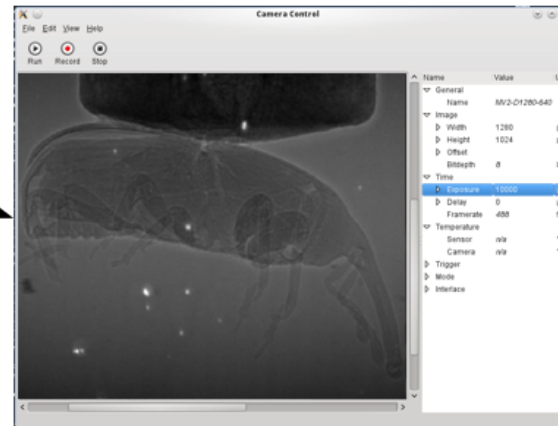 Camera Control
File Edit View Help
Run Record Stop
Name Value
General
Name MV2-D1280-640
Image
Width 1280
Height 1024
Offset
Bitdepth 8
Time
Exposure 10000
Delay 0
Framerate 488
Temperature
Sensor n/a
Camera n/a
Trigger
Mode
Interlace